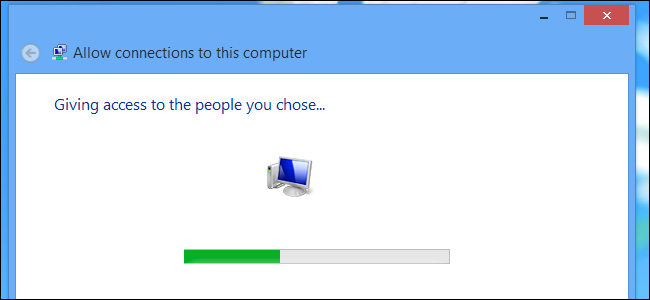 Allow connections to this computer
Giving access to the people you chose...